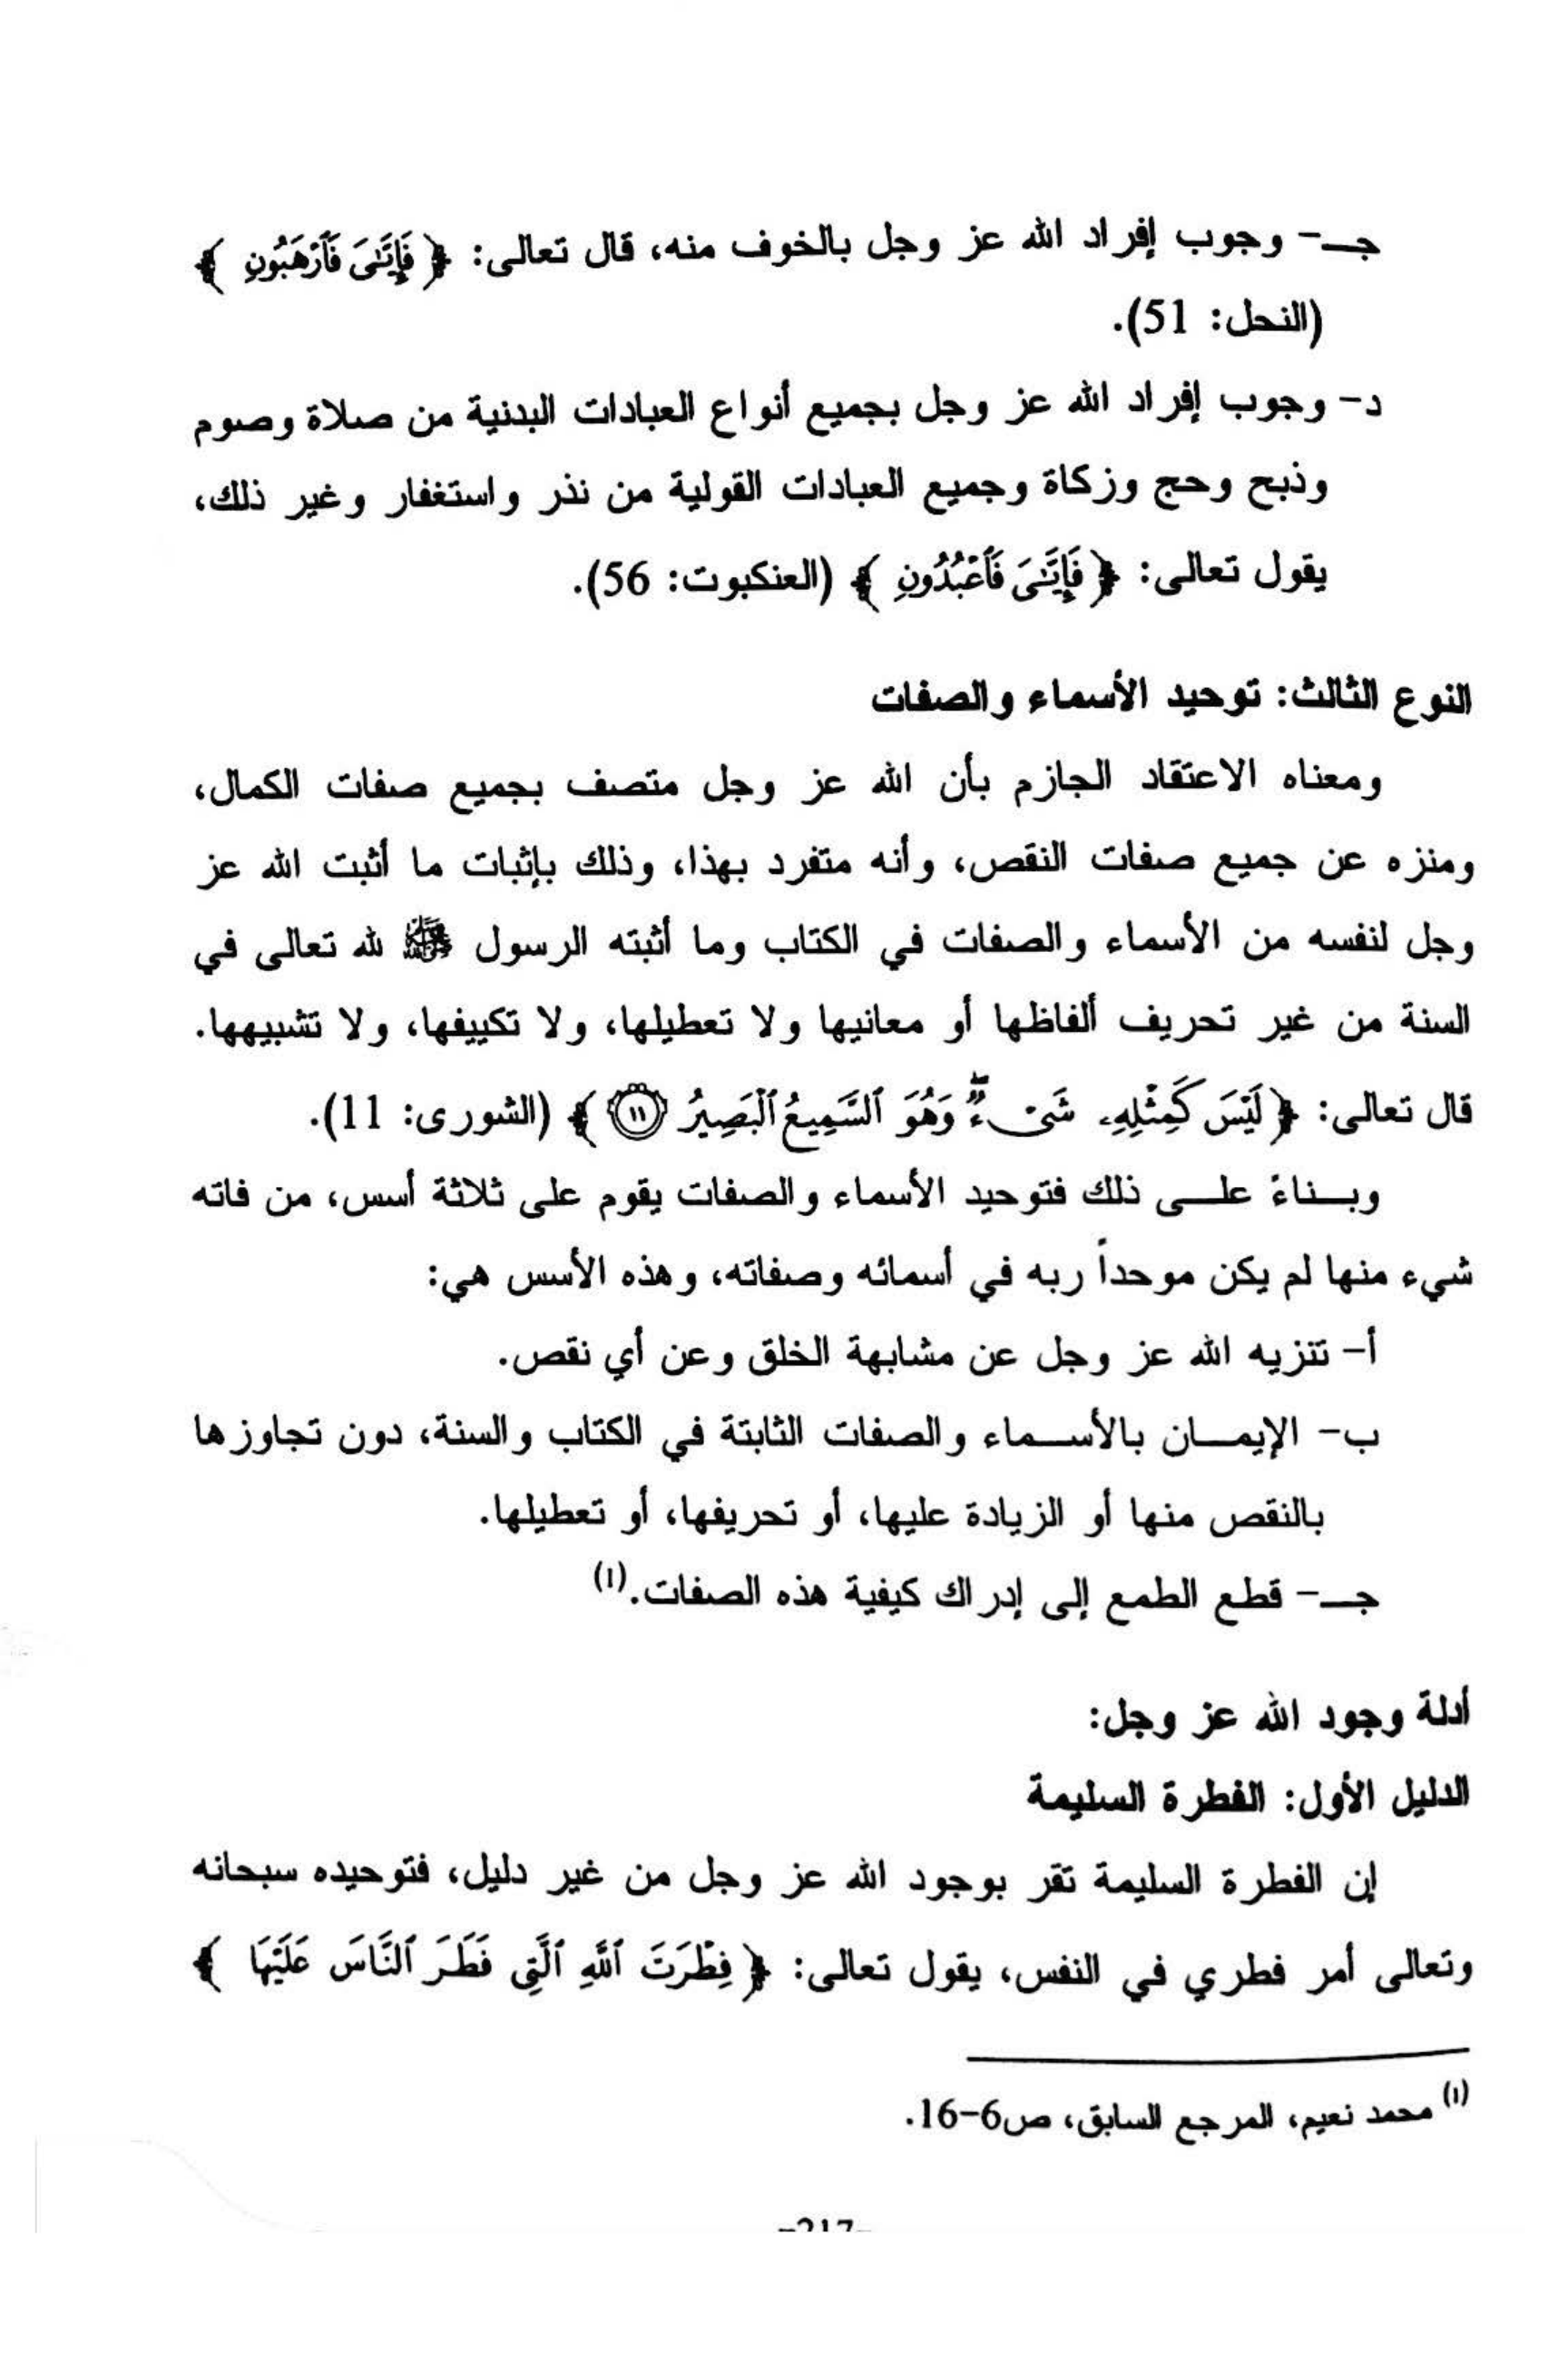 جـ- وجوب إفراد الله عز وجل بالخوف منه، قال تعالى: ﴿ فَإِيَّٰىَ فَٱرْهَبُونِ ﴾
(النحل: 51).
د- وجوب إفراد الله عز وجل بجميع أنواع العبادات البدنية من صلاة وصوم
وذبح وحج وزكاة وجميع العبادات القولية من نذر واستغفار وغير ذلك،
يقول تعالى: ﴿ فَإِيَّٰىَ فَٱعْبُدُونِ ﴾ (العنكبوت: 56).
النوع الثالث: توحيد الأسماء والصفات
ومعناه الاعتقاد الجازم بأن الله عز وجل متصف بجميع صفات الكمال،
ومنزه عن جميع صفات النقص، وأنه متفرد بهذا، وذلك بإثبات ما أثبت الله عز
وجل لنفسه من الأسماء والصفات في الكتاب وما أثبته الرسول ﷺ لله تعالى في
السنة من غير تحريف ألفاظها أو معانيها ولا تعطيلها، ولا تكييفها، ولا تشبيهها.
قال تعالى: ﴿ لَيْسَ كَمِثْلِهِۦ شَىْءٌ ۖ وَهُوَ ٱلسَّمِيعُ ٱلْبَصِيرُ ١١ ﴾ (الشورى: 11).
وبـــناءً علـــى ذلك فتوحيد الأسماء والصفات يقوم على ثلاثة أسس، من فاته
شيء منها لم يكن موحداً ربه في أسمائه وصفاته، وهذه الأسس هي:
أ- تنزيه الله عز وجل عن مشابهة الخلق وعن أي نقص.
ب- الإيمـــان بالأســـماء والصفات الثابتة في الكتاب والسنة، دون تجاوزها
بالنقص منها أو الزيادة عليها، أو تحريفها، أو تعطيلها.
جـ- قطع الطمع إلى إدراك كيفية هذه الصفات.(١)
أدلة وجود الله عز وجل:
الدليل الأول: الفطرة السليمة
إن الفطرة السليمة تقر بوجود الله عز وجل من غير دليل، فتوحيده سبحانه
وتعالى أمر فطري في النفس، يقول تعالى: ﴿ فِطْرَتَ ٱللَّهِ ٱلَّتِى فَطَرَ ٱلنَّاسَ عَلَيْهَا ﴾
(١) محمد نعيم، المرجع السابق، ص6-16.
-217-